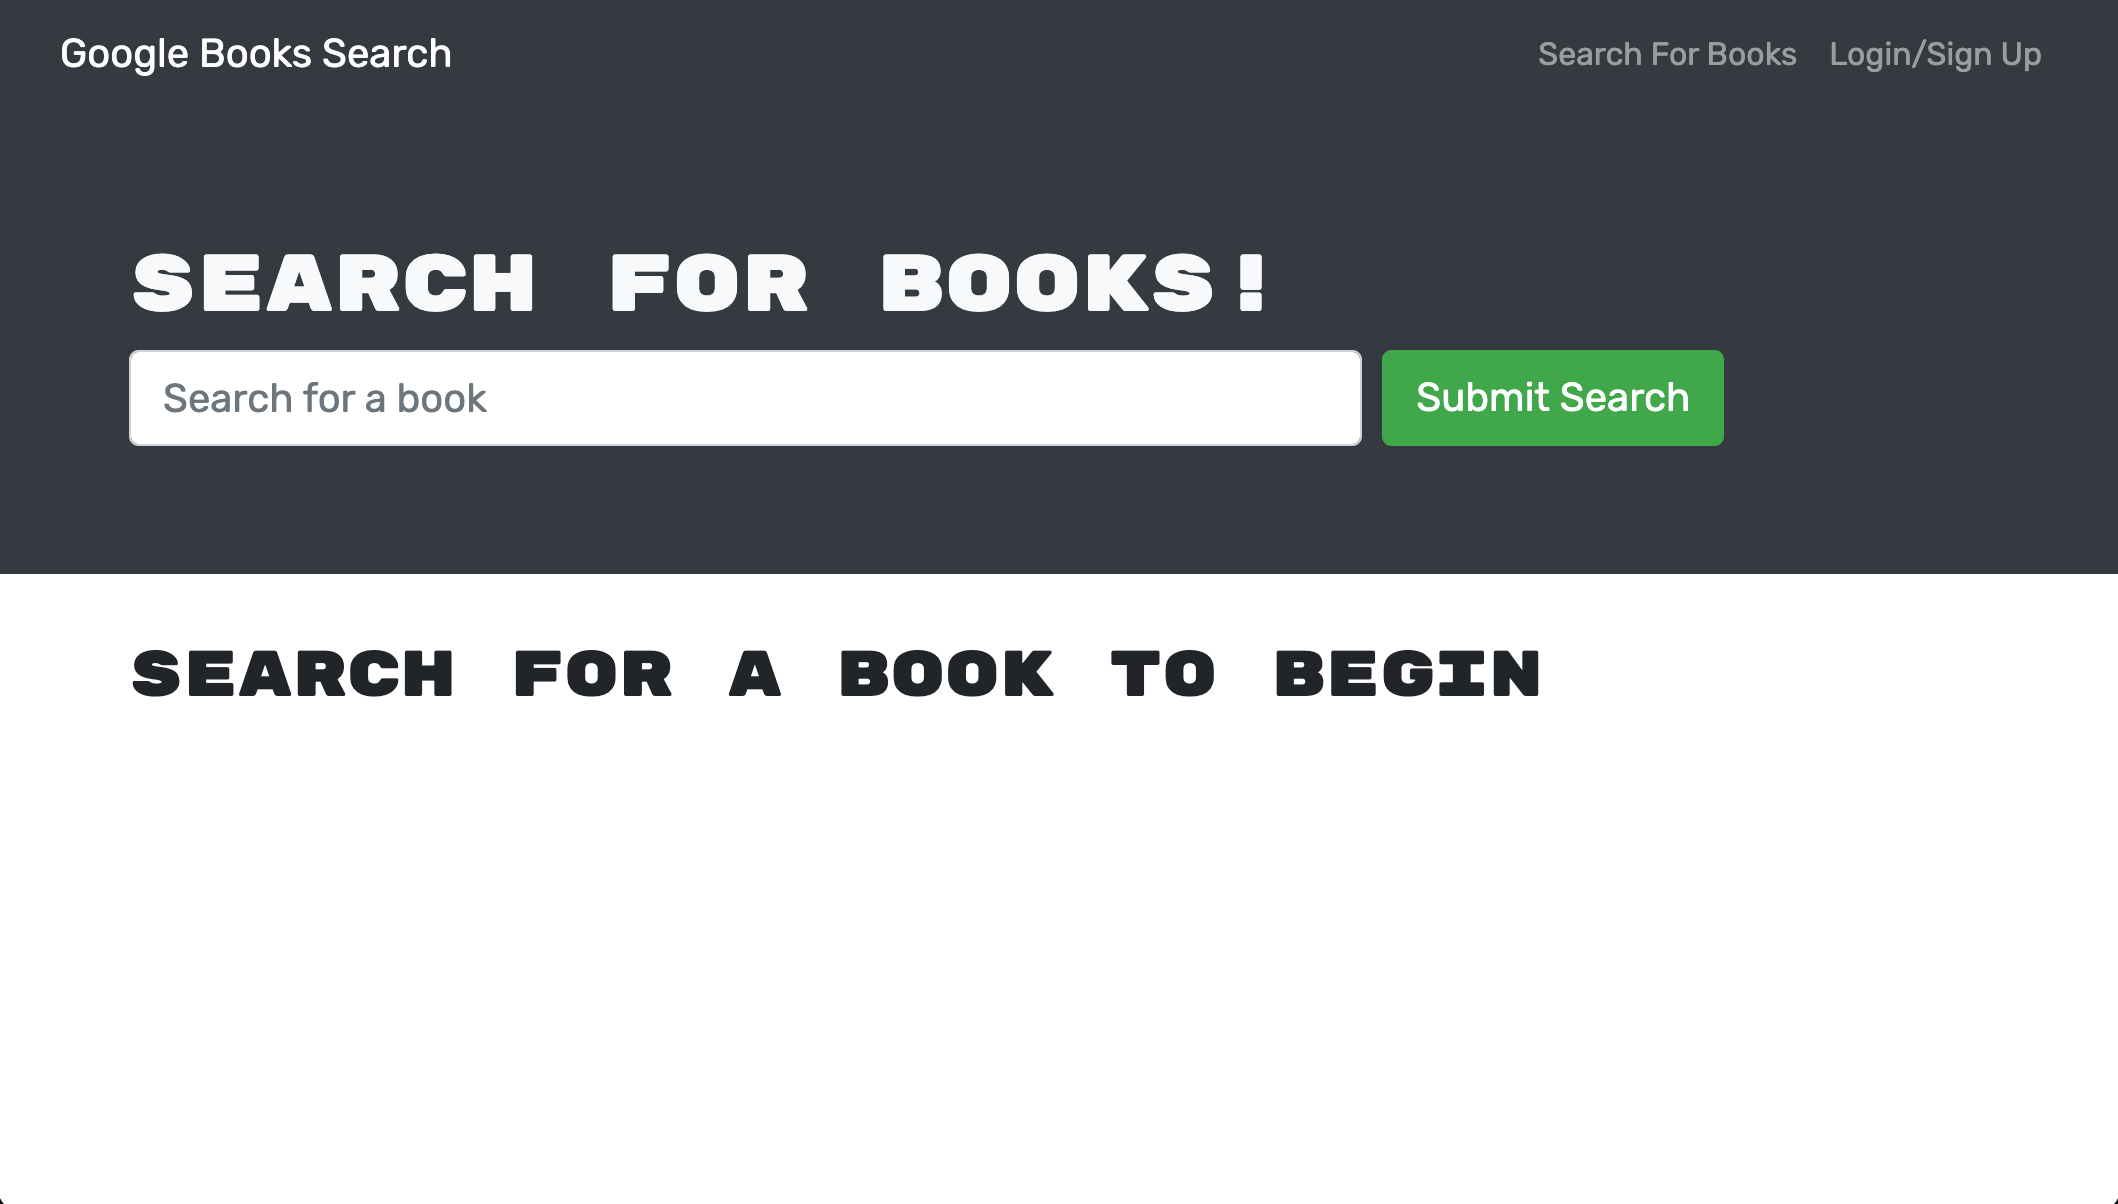 Google Books Search
Search For Books
Login/Sign Up
SEARCH FOR BOOKS!
Search for a book
Submit Search
SEARCH FOR A BOOK TO BEGIN